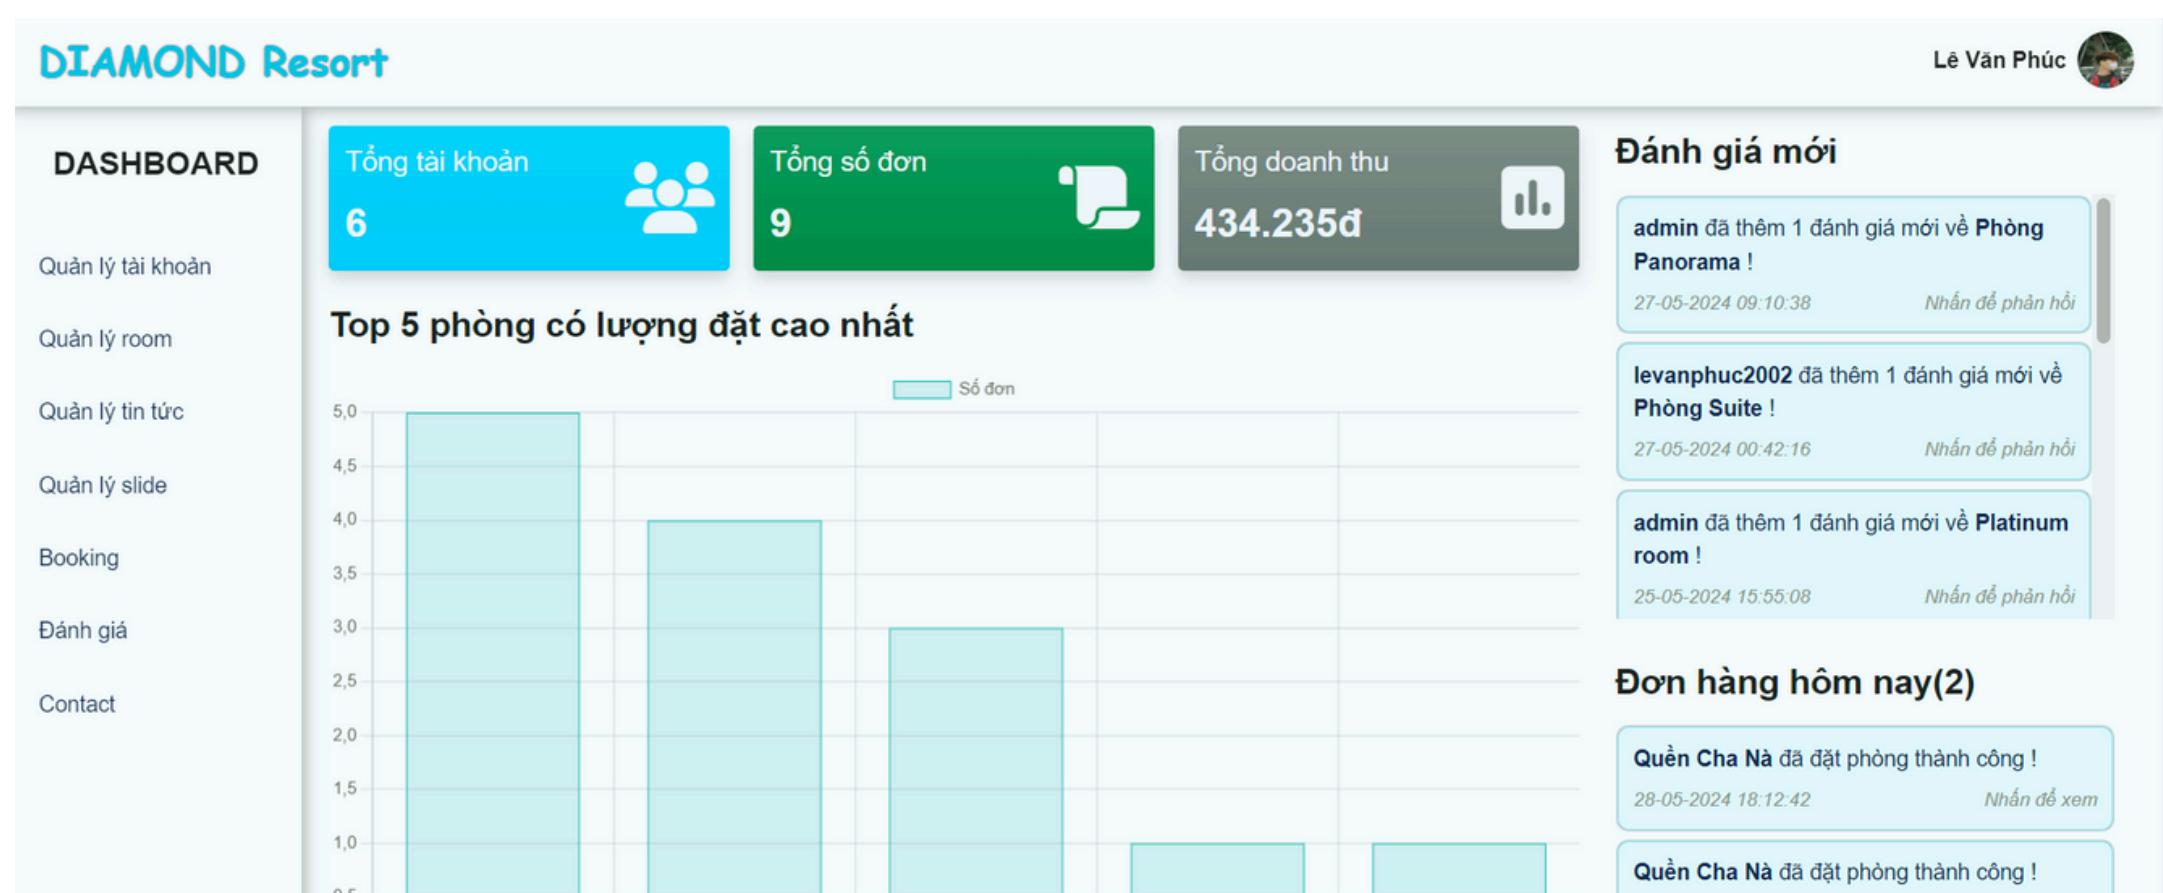 DIAMOND Resort
Lê Văn Phúc
DASHBOARD
Quản lý tài khoản
Quản lý room
Quản lý tin tức
Quản lý slide
Booking
Đánh giá
Contact
Tổng tài khoản
6
Tổng số đơn
9
Tổng doanh thu
434.235đ
Top 5 phòng có lượng đặt cao nhất
Số đơn
5,0
4,5
4,0
3,5
3,0
2,5
2,0
1,5
1,0
Đánh giá mới
admin đã thêm 1 đánh giá mới về Phòng
Panorama !
27-05-2024 09:10:38 Nhấn để phản hồi
levanphuc2002 đã thêm 1 đánh giá mới về
Phòng Suite !
27-05-2024 00:42:16 Nhấn để phản hồi
admin đã thêm 1 đánh giá mới về Platinum
room !
25-05-2024 15:55:08 Nhấn để phản hồi
Đơn hàng hôm nay(2)
Quền Cha Nà đã đặt phòng thành công !
28-05-2024 18:12:42 Nhấn để xem
Quền Cha Nà đã đặt phòng thành công !